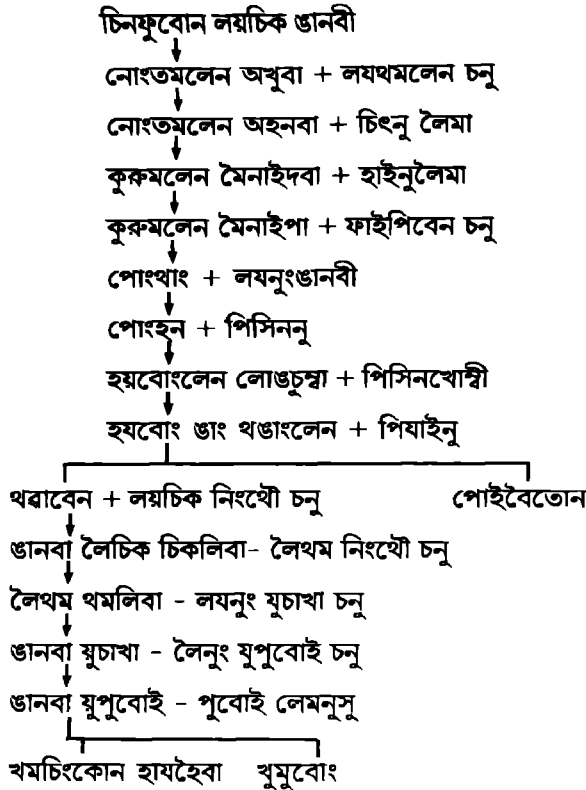 চিনফুবোন লয়চিক ঙানবী
নোংতমলেন অখুবা + লযথমলেন চনু
নোংতমলেন অহনবা + চিৎনু লৈমা
কুরুমলেন মৈনাইদবা + হাইনুলৈমা
কুরুমলেন মৈনাইপা + ফাইপিবেন চনু
পোংথাং + লযনুংঙানবী
পোংহন + পিসিননু
হয়বোংলেন লোঙচুম্বা + পিসিনখোম্বী
হযবোং ঙাং থঙাংলেন + পিযাইনু
থৱাবেন + লয়চিক নিংথৌ চনু পোইবৈতোন
ঙানবা লৈচিক চিকলিবা- লৈথম নিংথৌ চনু
লৈথম থমলিবা - লযনুং যুচাখা চনু
ঙানবা য়ুচাখা - লৈনুং যুপুবোই চনু
ঙানবা য়ুপুবোই - পুবোই লেমনুসু
খমচিংকোন হাযহৈবা খুমুবোং